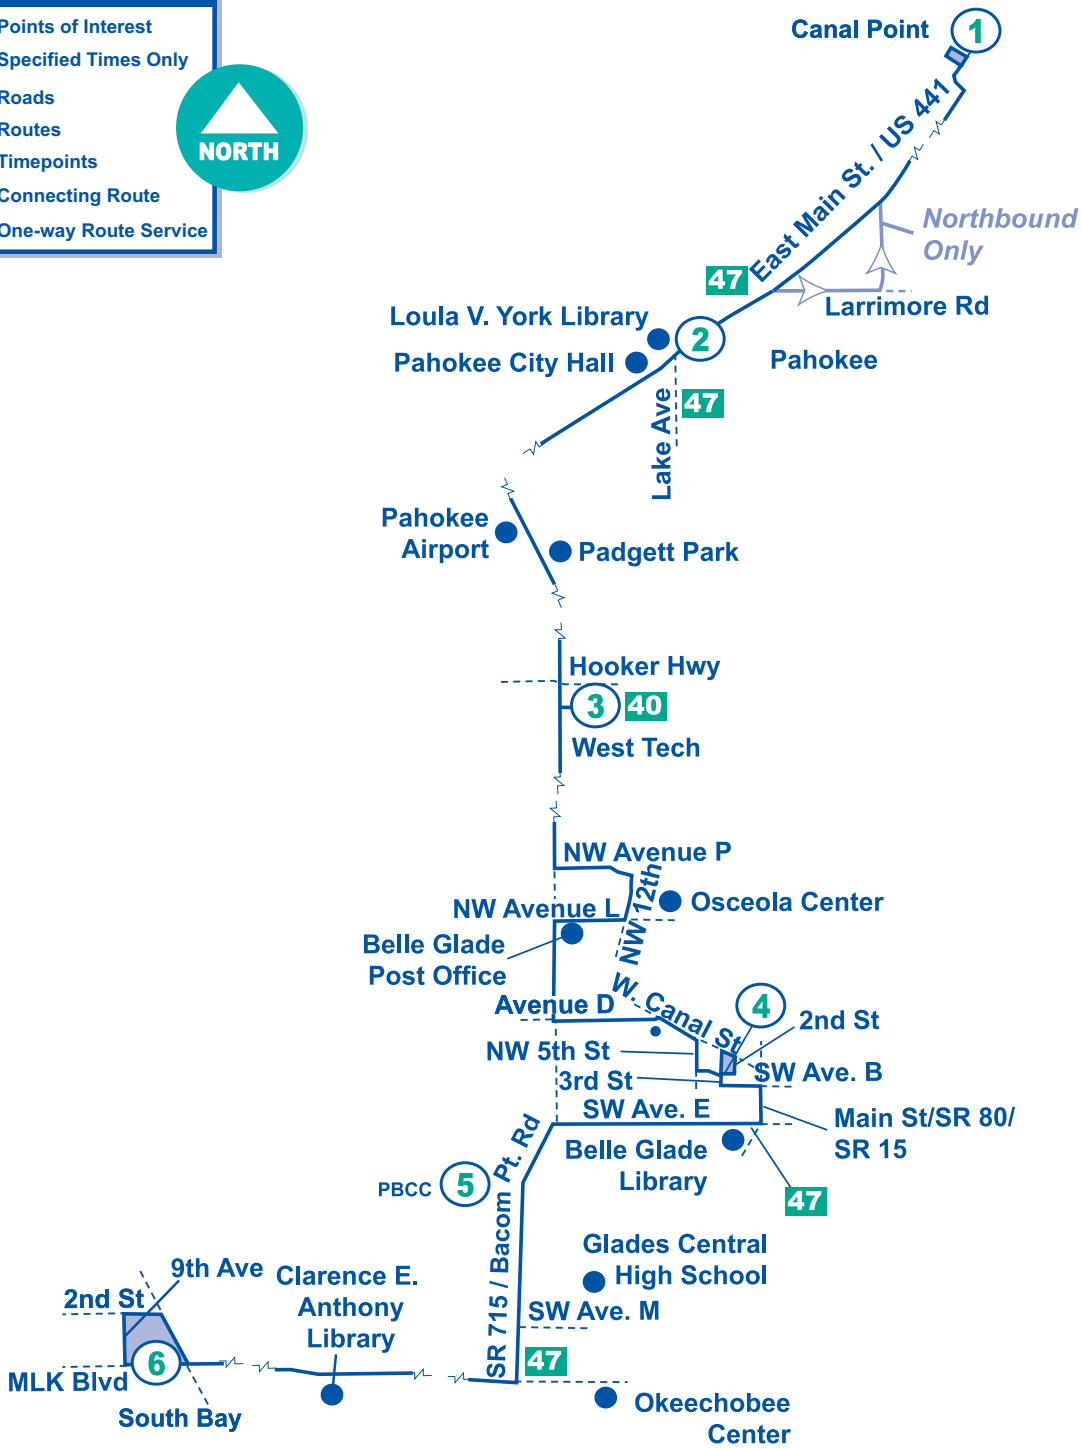 Points of Interest
Specified Times Only
Roads
Routes
Timepoints
Connecting Route
One-way Route Service
NORTH
Canal Point
1
East Main St. / US 441
Northbound
Only
47
Larrimore Rd
Loula V. York Library
2
Pahokee City Hall
Pahokee
47
Lake Ave
Pahokee
Airport
Padgett Park
Hooker Hwy
3
40
West Tech
NW Avenue P
NW 12th
Osceola Center
NW Avenue L
Belle Glade
Post Office
W. Canal St
Avenue D
4
2nd St
NW 5th St
SW Ave. B
3rd St
SW Ave. E
Main St/SR 80/
SR 15
Belle Glade
Library
PBCC
5
47
SR 715 / Bacom Pt. Rd
Glades Central
High School
9th Ave
2nd St
Clarence E.
Anthony
Library
SW Ave. M
6
47
MLK Blvd
South Bay
Okeechobee
Center